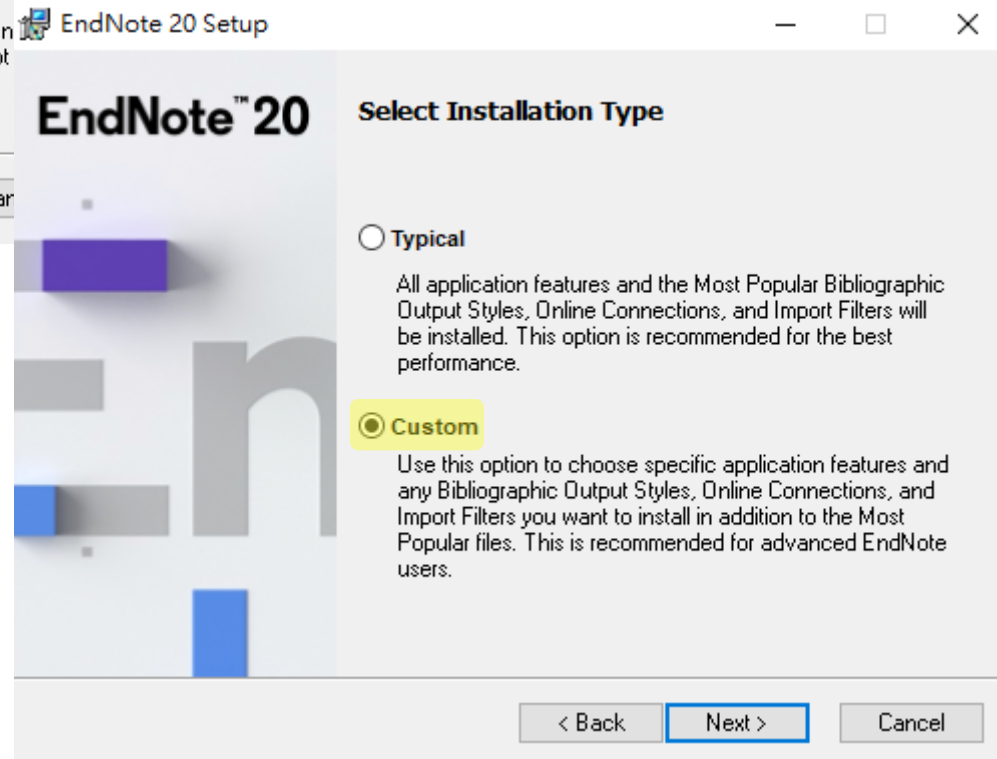 EndNote 20 Setup
EndNote™20
Select Installation Type
Typical
All application features and the Most Popular Bibliographic
Output Styles, Online Connections, and Import Filters will
be installed. This option is recommended for the best
performance.
Custom
Use this option to choose specific application features and
any Bibliographic Output Styles, Online Connections, and
Import Filters you want to install in addition to the Most
Popular files. This is recommended for advanced EndNote
users.
< Back
Next >
Cancel